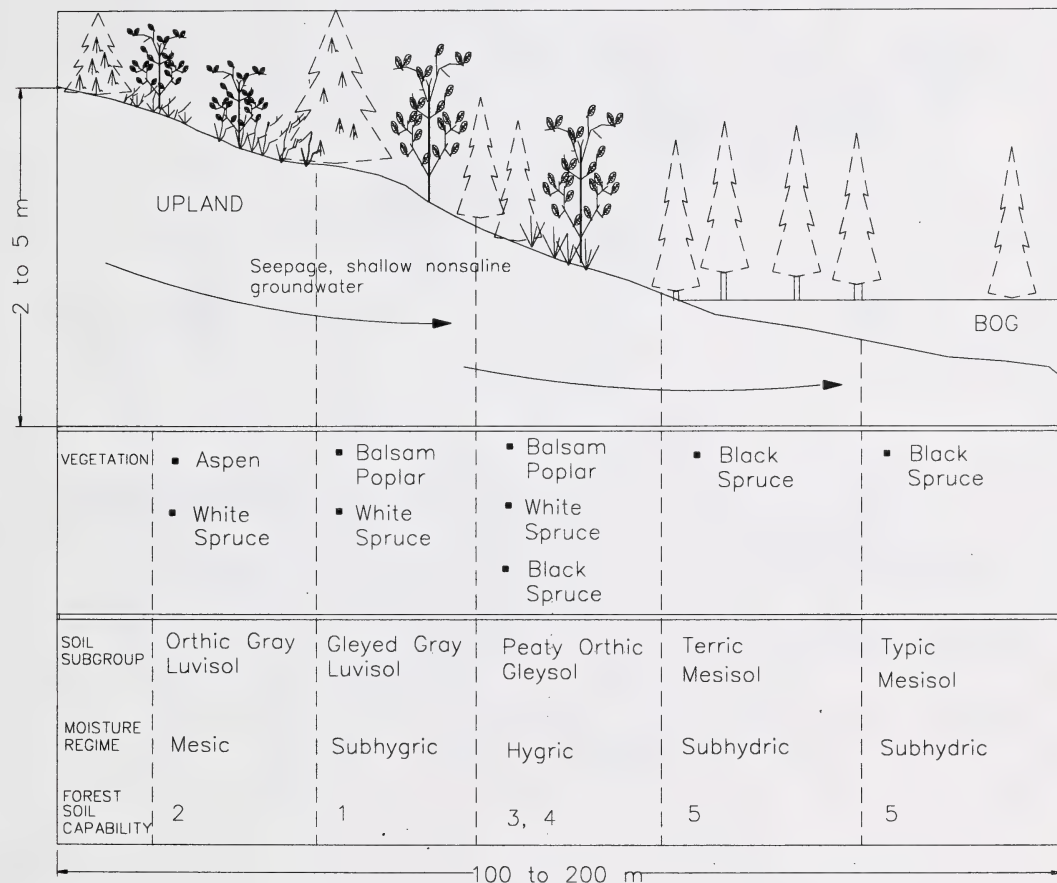 UPLAND
Seepage, shallow nonsaline
groundwater
BOG
2 to 5 m
VEGETATION
▪ Aspen
▪ White
Spruce
▪ Balsam
Poplar
▪ White
Spruce
▪ Balsam
Poplar
▪ White
Spruce
▪ Black
Spruce
▪ Black
Spruce
▪ Black
Spruce
SOIL
SUBGROUP
Orthic Gray
Luvisol
Gleyed Gray
Luvisol
Peaty Orthic
Gleysol
Terric
Mesisol
Typic
Mesisol
MOISTURE
REGIME
Mesic
Subhygric
Hygric
Subhydric
Subhydric
FOREST
SOIL
CAPABILITY
2
1
3, 4
5
5
100 to 200 m